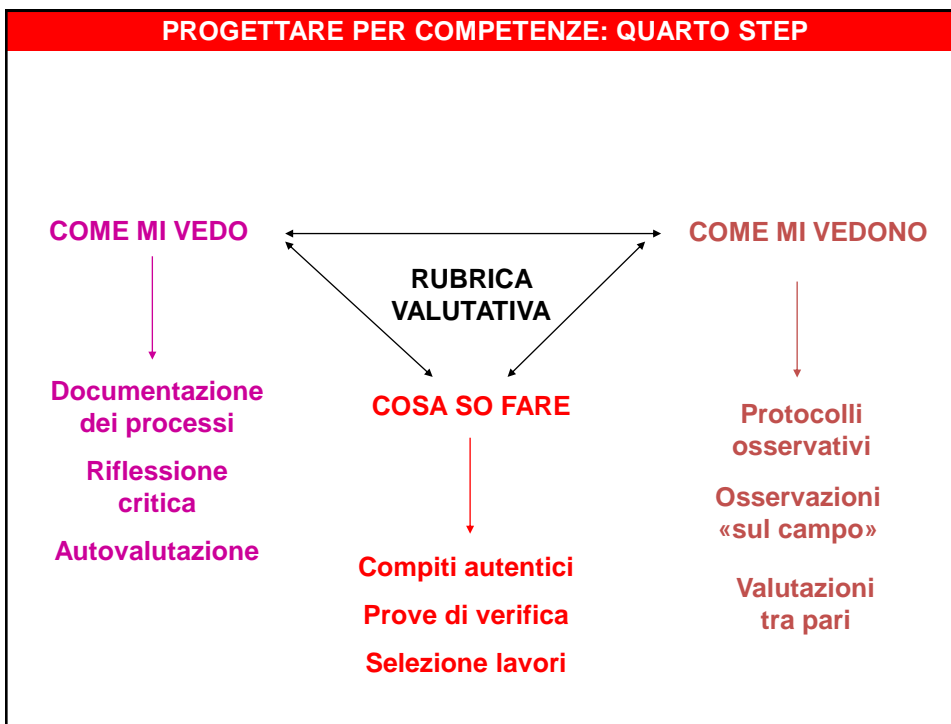 PROGETTARE PER COMPETENZE: QUARTO STEP
COME MI VEDO
COME MI VEDONO
RUBRICA
VALUTATIVA
COSA SO FARE
Documentazione
dei processi
Riflessione
critica
Autovalutazione
Compiti autentici
Prove di verifica
Selezione lavori
Protocolli
osservativi
Osservazioni
«sul campo»
Valutazioni
tra pari